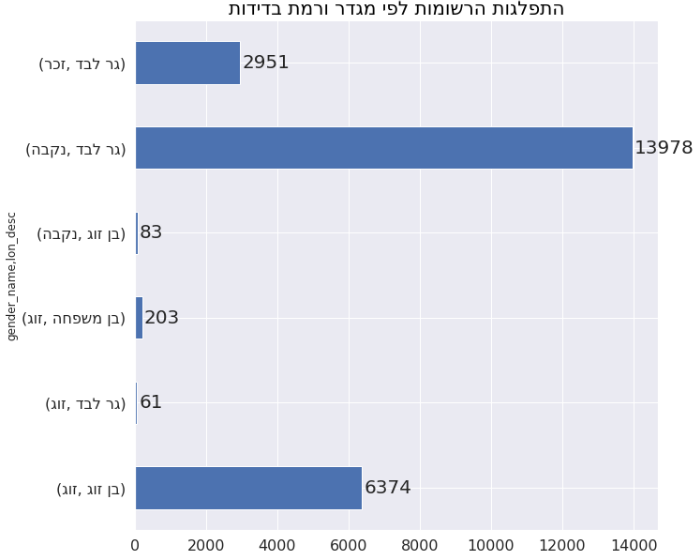 התפלגות הרשומות לפי מגדר ורמת בדידות
gender_name,lon_desc
(גר לבד ,זכר) 2951
(גר לבד ,נקבה) 13978
(בן זוג ,נקבה) 83
(בן משפחה ,זוג) 203
(גר לבד ,זוג) 61
(בן זוג ,זוג) 6374
0 2000 4000 6000 8000 10000 12000 14000